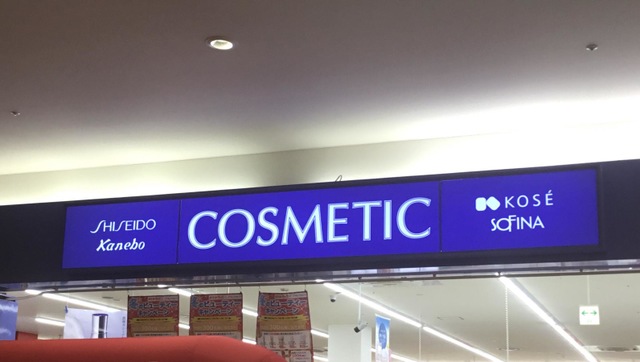 SHISEIDO
Kanebo
COSMETIC
KOSÉ
SOFINA